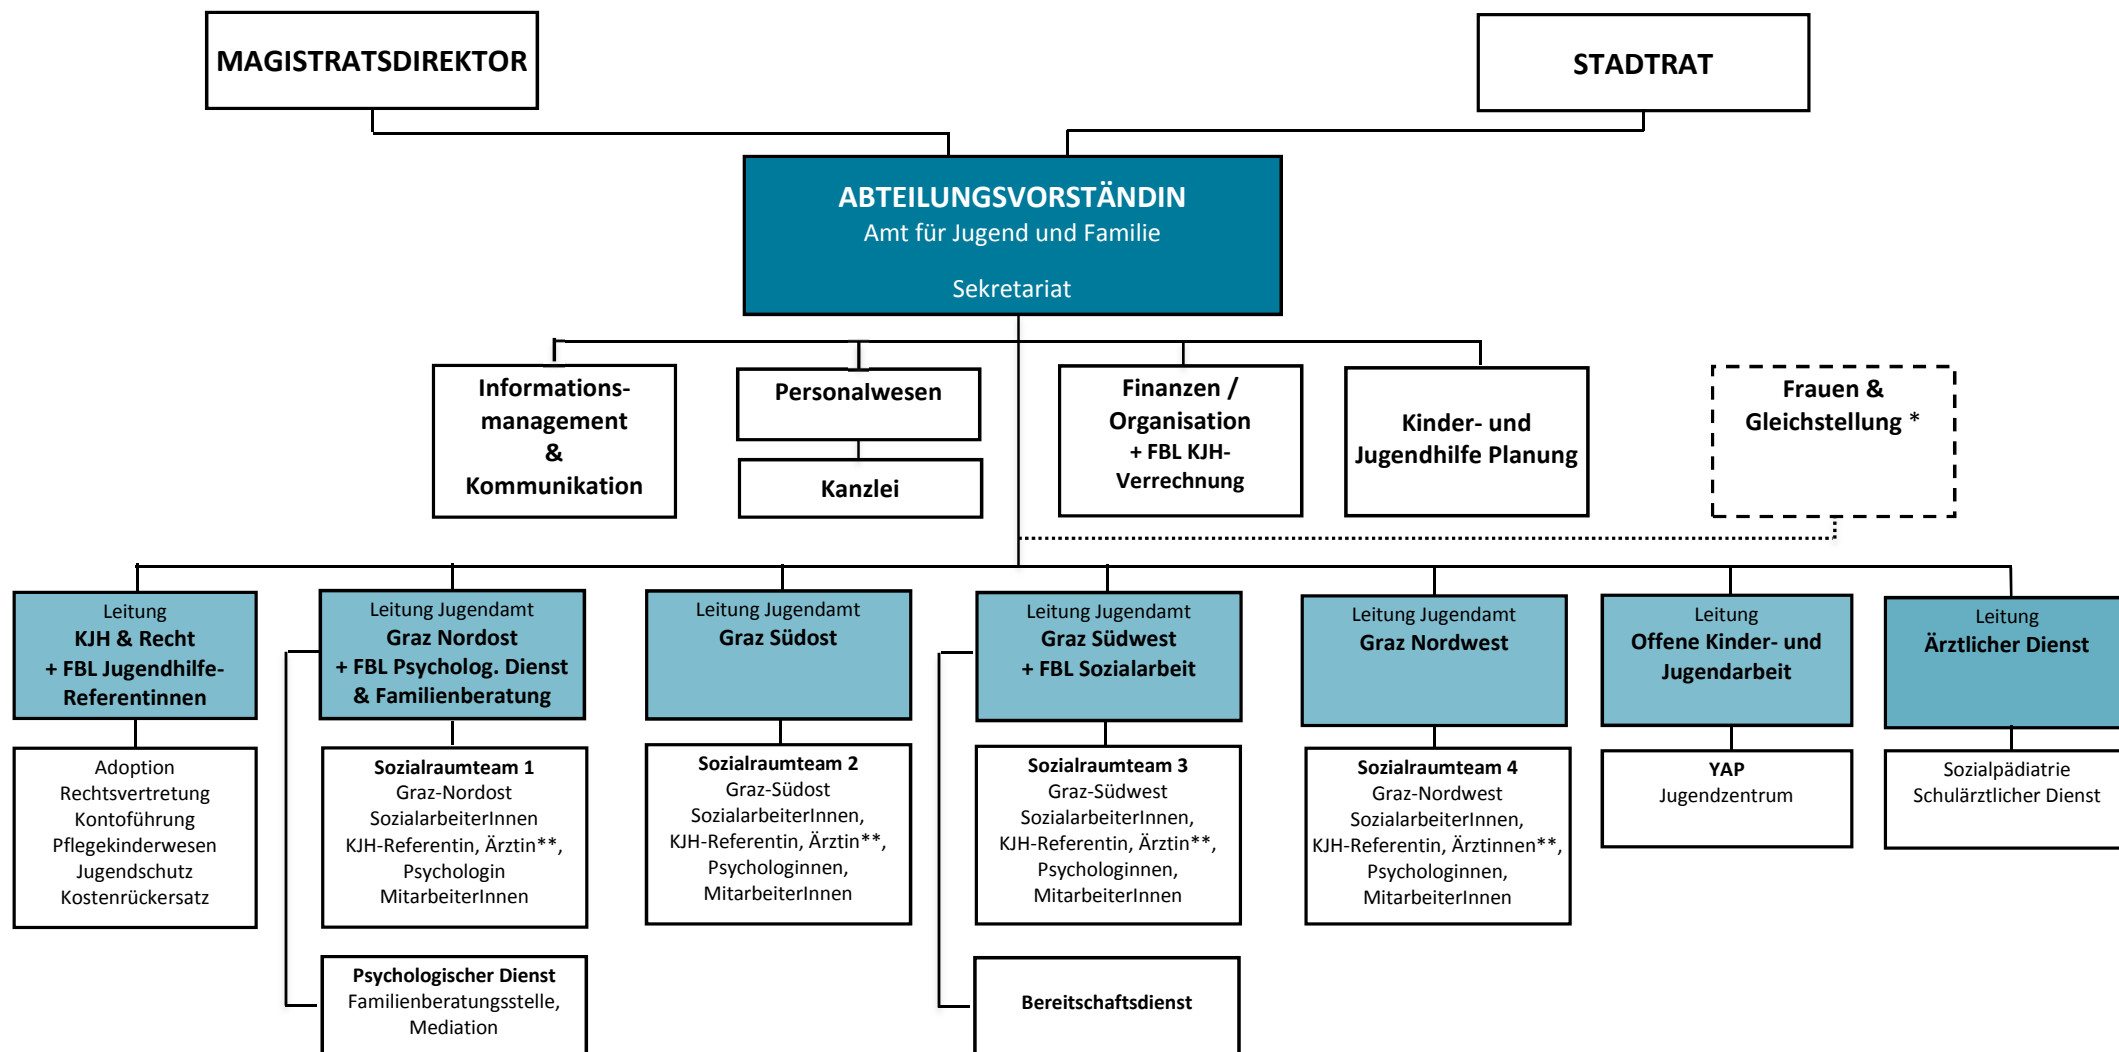 MAGISTRATSDIREKTOR
STADTRAT
ABTEILUNGSVORSTÄNDIN
Amt für Jugend und Familie
Sekretariat
Informations-
management
&
Kommunikation
Personalwesen
Kanzlei
Finanzen /
Organisation
+ FBL KJH-
Verrechnung
Kinder- und
Jugendhilfe Planung
Frauen &
Gleichstellung *
Leitung
KJH & Recht
+ FBL Jugendhilfe-
Referentinnen
Leitung Jugendamt
Graz Nordost
+ FBL Psycholog. Dienst
& Familienberatung
Leitung Jugendamt
Graz Südost
Leitung Jugendamt
Graz Südwest
+ FBL Sozialarbeit
Leitung Jugendamt
Graz Nordwest
Leitung
Offene Kinder- und
Jugendarbeit
Leitung
Ärztlicher Dienst
Adoption
Rechtsvertretung
Kontoführung
Pflegekinderwesen
Jugendschutz
Kostenrückersatz
Sozialraumteam 1
Graz-Nordost
SozialarbeiterInnen
KJH-Referentin, Ärztin**,
Psychologin
MitarbeiterInnen
Sozialraumteam 2
Graz-Südost
SozialarbeiterInnen,
KJH-Referentin, Ärztin**,
Psychologinnen,
MitarbeiterInnen
Sozialraumteam 3
Graz-Südwest
SozialarbeiterInnen,
KJH-Referentin, Ärztin**,
Psychologinnen,
MitarbeiterInnen
Sozialraumteam 4
Graz-Nordwest
SozialarbeiterInnen,
KJH-Referentin, Ärztinnen**,
Psychologinnen,
MitarbeiterInnen
YAP
Jugendzentrum
Sozialpädiatrie
Schulärztlicher Dienst
Psychologischer Dienst
Familienberatungsstelle,
Mediation
Bereitschaftsdienst